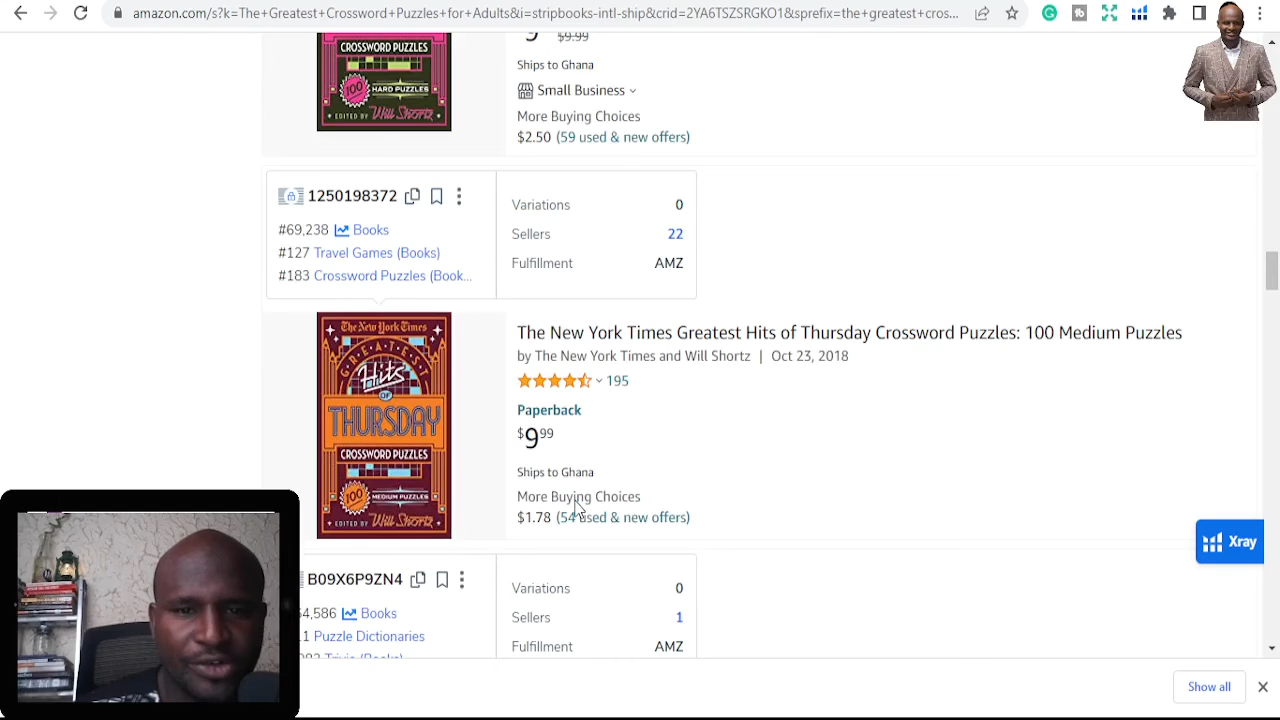 amazon.com/s?k=The+Greatest+Crossword+Puzzles+for+Adults&i=stripbooks-intl-ship&crid=2YA6TSZSRGKO1&sprefix=the+greatest+cros...
$9.99
CROSSWORD PUZZLES
Ships to Ghana
100
HARD PUZZLES
Small Business
EDITED BY Will Shortz
More Buying Choices
$2.50 (59 used & new offers)
1250198372
#69,238 Books
#127 Travel Games (Books)
#183 Crossword Puzzles (Book...
Variations 0
Sellers 22
Fulfillment AMZ
The New York Times
GREATEST
Hits
OF
THURSDAY
CROSSWORD PUZZLES
100
MEDIUM PUZZLES
EDITED BY Will Shortz
The New York Times Greatest Hits of Thursday Crossword Puzzles: 100 Medium Puzzles
by The New York Times and Will Shortz | Oct 23, 2018
195
Paperback
$9 99
Ships to Ghana
More Buying Choices
$1.78 (54 used & new offers)
Xray
B09X6P9ZN4
4,586 Books
1 Puzzle Dictionaries
Trivia (Books)
Variations 0
Sellers 1
Fulfillment AMZ
Show all